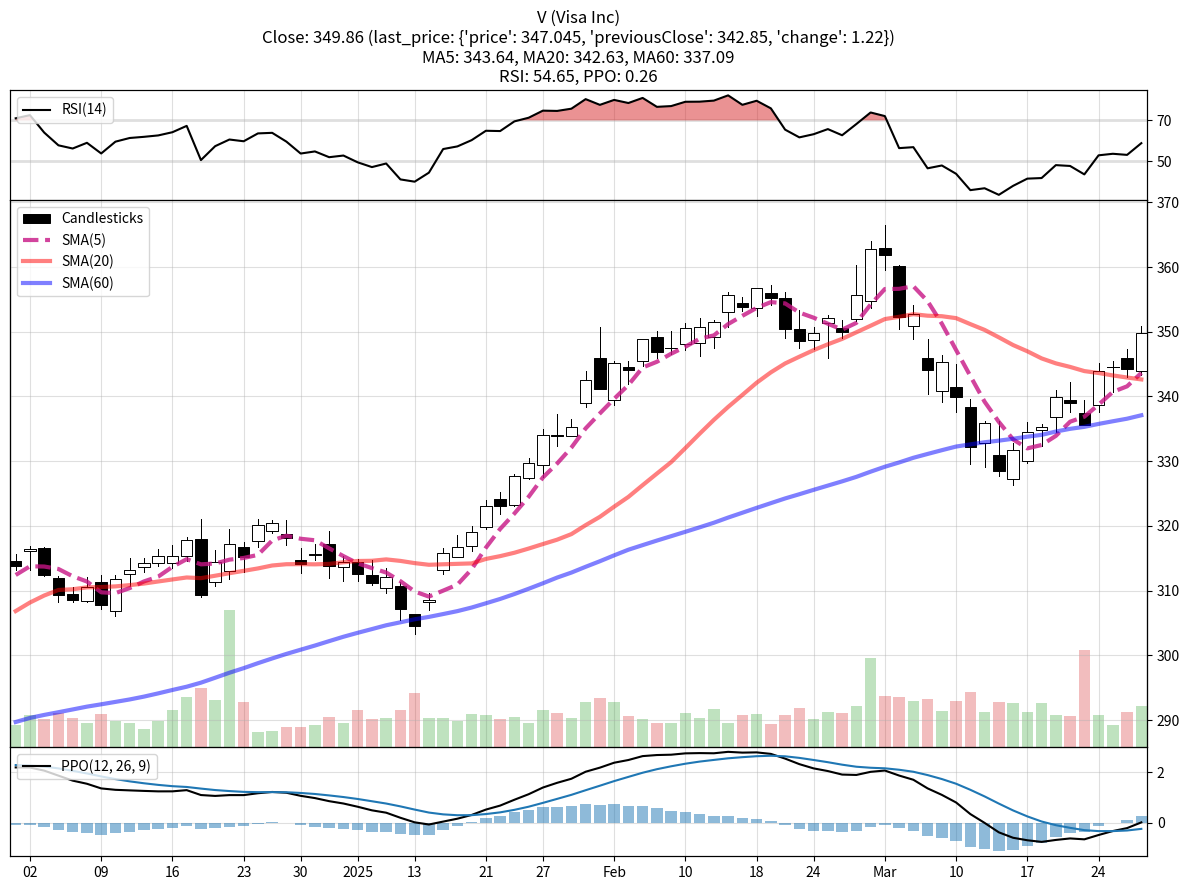 V (Visa Inc)
Close: 349.86 (last_price: {'price': 347.045, 'previousClose': 342.85, 'change': 1.22})
MA5: 343.64, MA20: 342.63, MA60: 337.09
RSI: 54.65, PPO: 0.26
RSI(14)
70
50
370
Candlesticks
SMA(5)
SMA(20)
SMA(60)
360
350
340
330
320
310
300
290
PPO(12, 26, 9)
2
0
02 09 16 23 30 2025 13 21 27 Feb 10 18 24 Mar 10 17 24